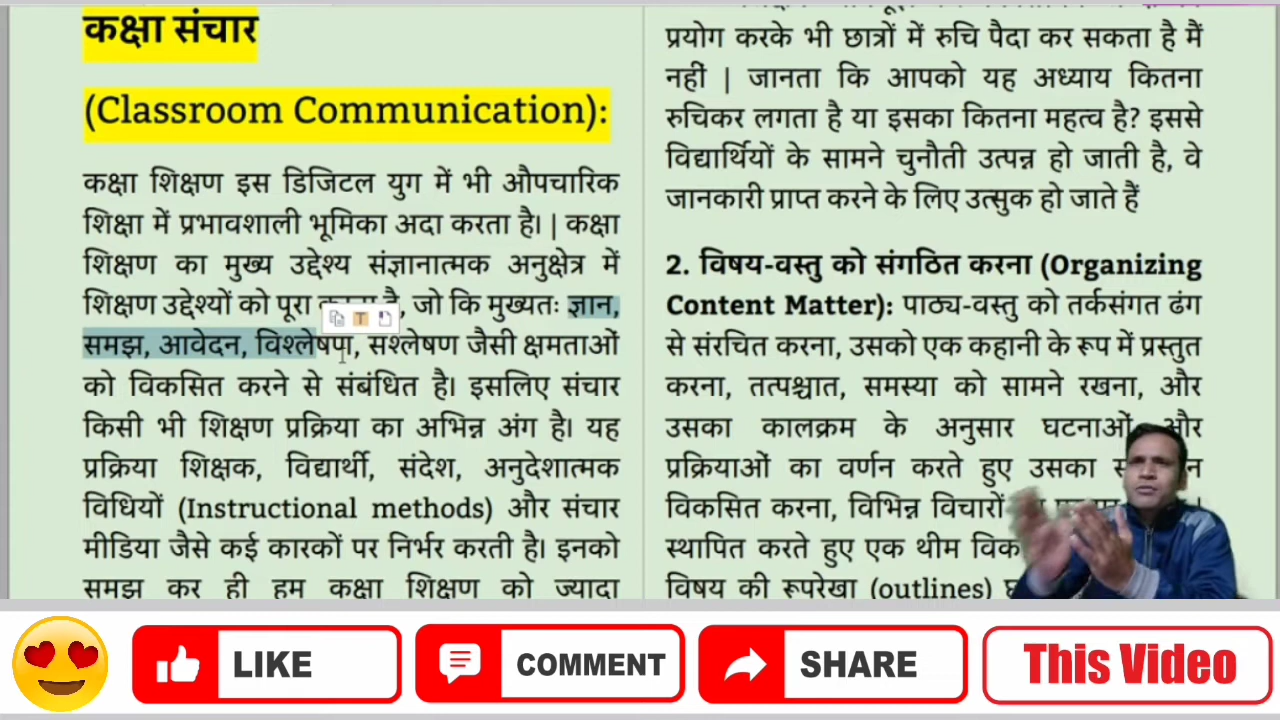 कक्षा संचार
(Classroom Communication):
कक्षा शिक्षण इस डिजिटल युग में भी औपचारिक
शिक्षा में प्रभावशाली भूमिका अदा करता है। | कक्षा
शिक्षण का मुख्य उद्देश्य संज्ञानात्मक अनुक्षेत्र में
शिक्षण उद्देश्यों को पूरा है, जो कि मुख्यतः ज्ञान,
समझ, आवेदन, विश्लेषण, संश्लेषण जैसी क्षमताओं
को विकसित करने से संबंधित है। इसलिए संचार
किसी भी शिक्षण प्रक्रिया का अभिन्न अंग है। यह
प्रक्रिया शिक्षक, विद्यार्थी, संदेश, अनुदेशात्मक
विधियों (Instructional methods) और संचार
मीडिया जैसे कई कारकों पर निर्भर करती है। इनको
समझ कर ही हम कक्षा शिक्षण को ज्यादा
प्रयोग करके भी छात्रों में रुचि पैदा कर सकता है मैं
नहीं | जानता कि आपको यह अध्याय कितना
रुचिकर लगता है या इसका कितना महत्व है? इससे
विद्यार्थियों के सामने चुनौती उत्पन्न हो जाती है, वे
जानकारी प्राप्त करने के लिए उत्सुक हो जाते हैं
2. विषय-वस्तु को संगठित करना (Organizing
Content Matter): पाठ्य-वस्तु को तर्कसंगत ढंग
से संरचित करना, उसको एक कहानी के रूप में प्रस्तुत
करना, तत्पश्चात, समस्या को सामने रखना, और
उसका कालक्रम के अनुसार घटनाओं और
प्रक्रियाओं का वर्णन करते हुए उसका
विकसित करना, विभिन्न विचारों
स्थापित करते हुए एक थीम
विषय की रूपरेखा (outlines)
LIKE
COMMENT
SHARE
This Video